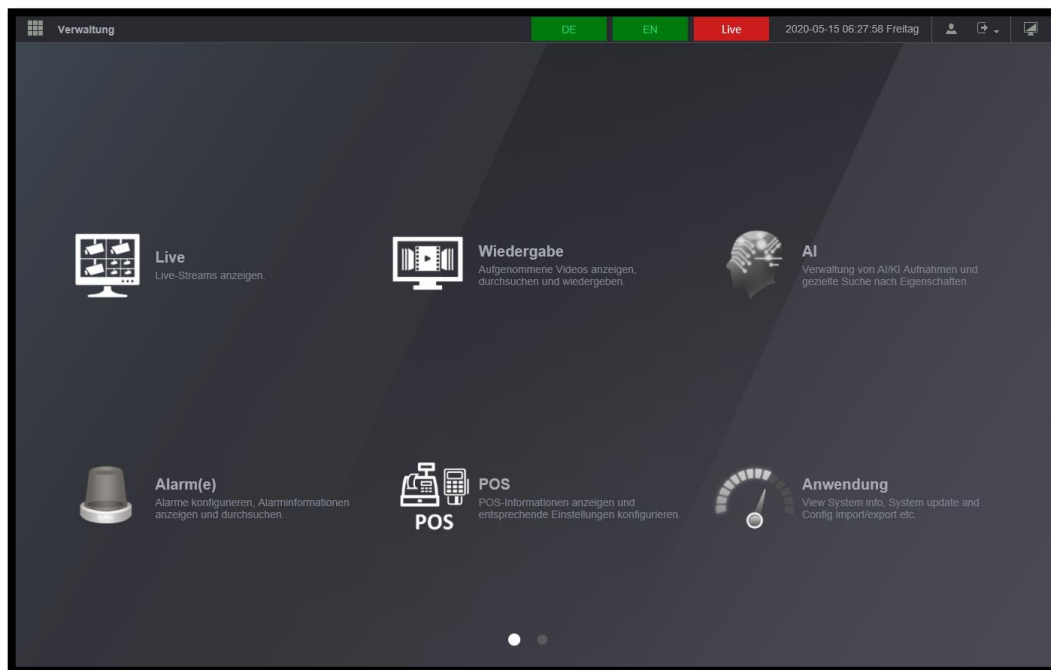 Verwaltung
DE
EN
Live
2020-05-15 06:27:58 Freitag
Live
Live-Streams anzeigen.
Wiedergabe
Aufgenommene Videos anzeigen,
durchsuchen und wiedergeben.
AI
Verwaltung von AI/KI Aufnahmen und
gezielte Suche nach Eigenschaften.
Alarm(e)
Alarme konfigurieren, Alarminformationen
anzeigen und durchsuchen.
POS
POS
POS-Informationen anzeigen und
entsprechende Einstellungen konfigurieren.
Anwendung
View System info, System update and
Config import/export etc.